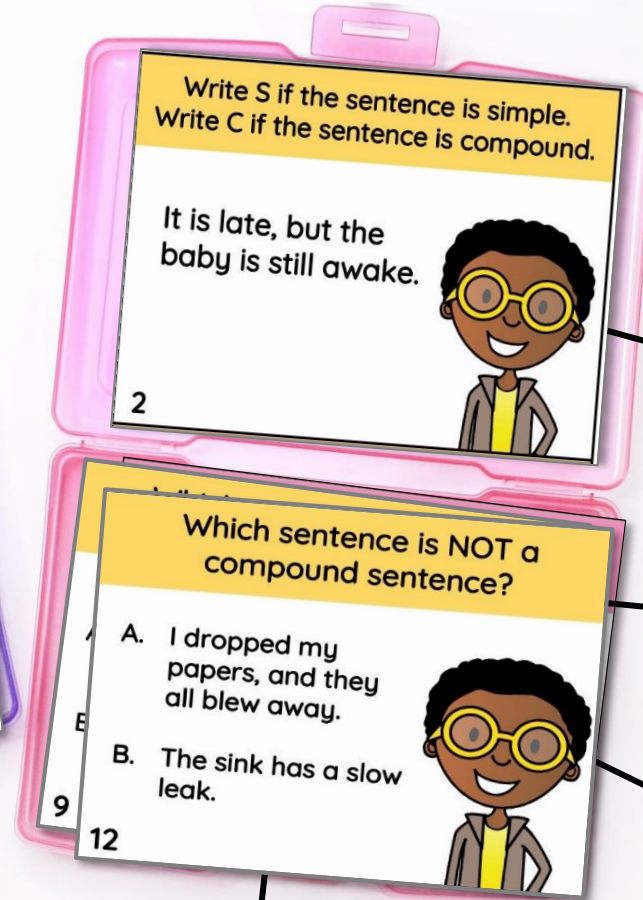 Write S if the sentence is simple.
Write C if the sentence is compound.
It is late, but the
baby is still awake.
2
Which sentence is NOT a
compound sentence?
A. I dropped my
papers, and they
all blew away.
B. The sink has a slow
leak.
9
12